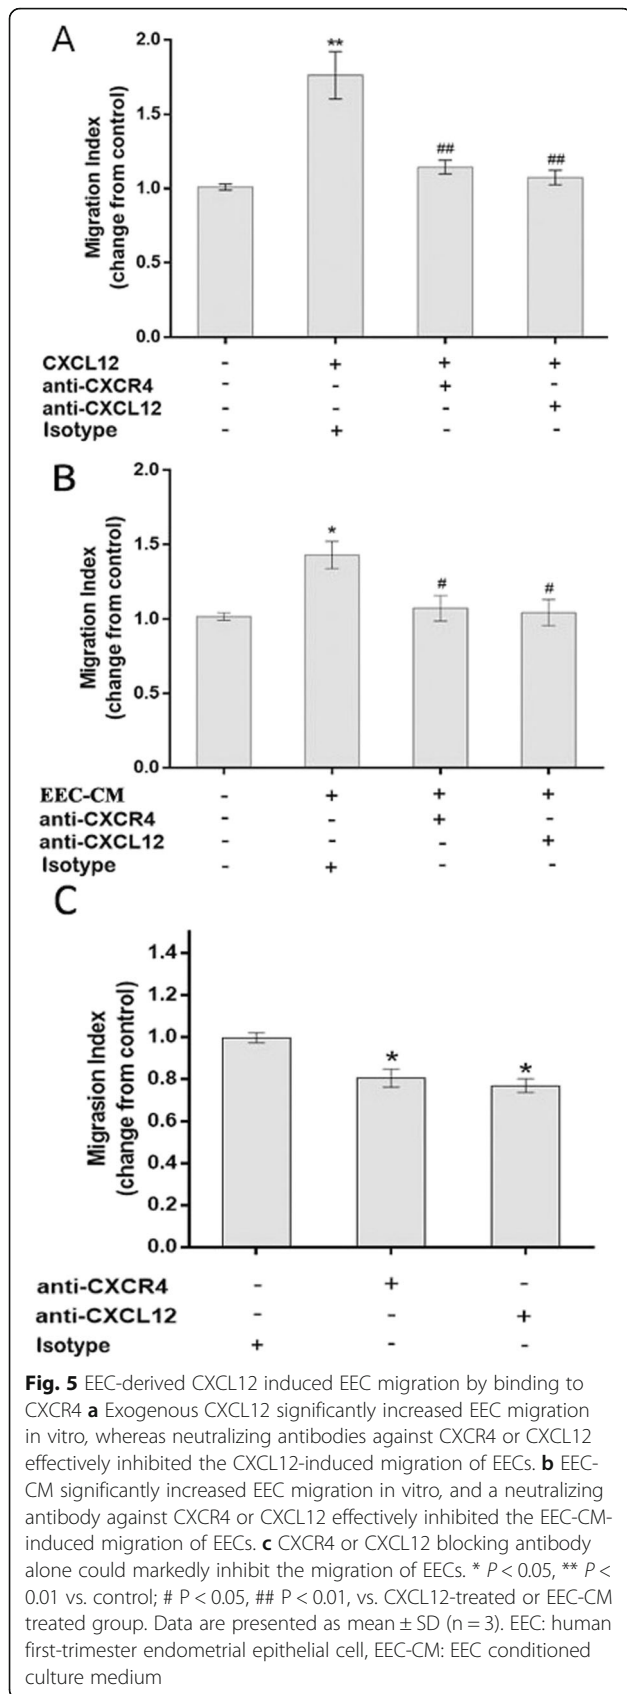 A
2.0
**
1.5
##
##
1.0
0.5
0.0
Migration Index
(change from control)
CXCL12 - + + +
anti-CXCR4 - - + -
anti-CXCL12 - - - +
Isotype - + - -
B
2.0
*
1.5
#
#
1.0
0.5
0.0
Migration Index
(change from control)
EEC-CM - + + +
anti-CXCR4 - - + -
anti-CXCL12 - - - +
Isotype - + - -
C
1.4
1.2
1.0
*
*
0.8
0.6
0.4
0.2
0.0
Migrasion Index
(change from control)
anti-CXCR4 - + -
anti-CXCL12 - - +
Isotype + - -
Fig. 5 EEC-derived CXCL12 induced EEC migration by binding to
CXCR4 a Exogenous CXCL12 significantly increased EEC migration
in vitro, whereas neutralizing antibodies against CXCR4 or CXCL12
effectively inhibited the CXCL12-induced migration of EECs. b EEC-
CM significantly increased EEC migration in vitro, and a neutralizing
antibody against CXCR4 or CXCL12 effectively inhibited the EEC-CM-
induced migration of EECs. c CXCR4 or CXCL12 blocking antibody
alone could markedly inhibit the migration of EECs. * P < 0.05, ** P <
0.01 vs. control; # P < 0.05, ## P < 0.01, vs. CXCL12-treated or EEC-CM
treated group. Data are presented as mean ± SD (n = 3). EEC: human
first-trimester endometrial epithelial cell, EEC-CM: EEC conditioned
culture medium